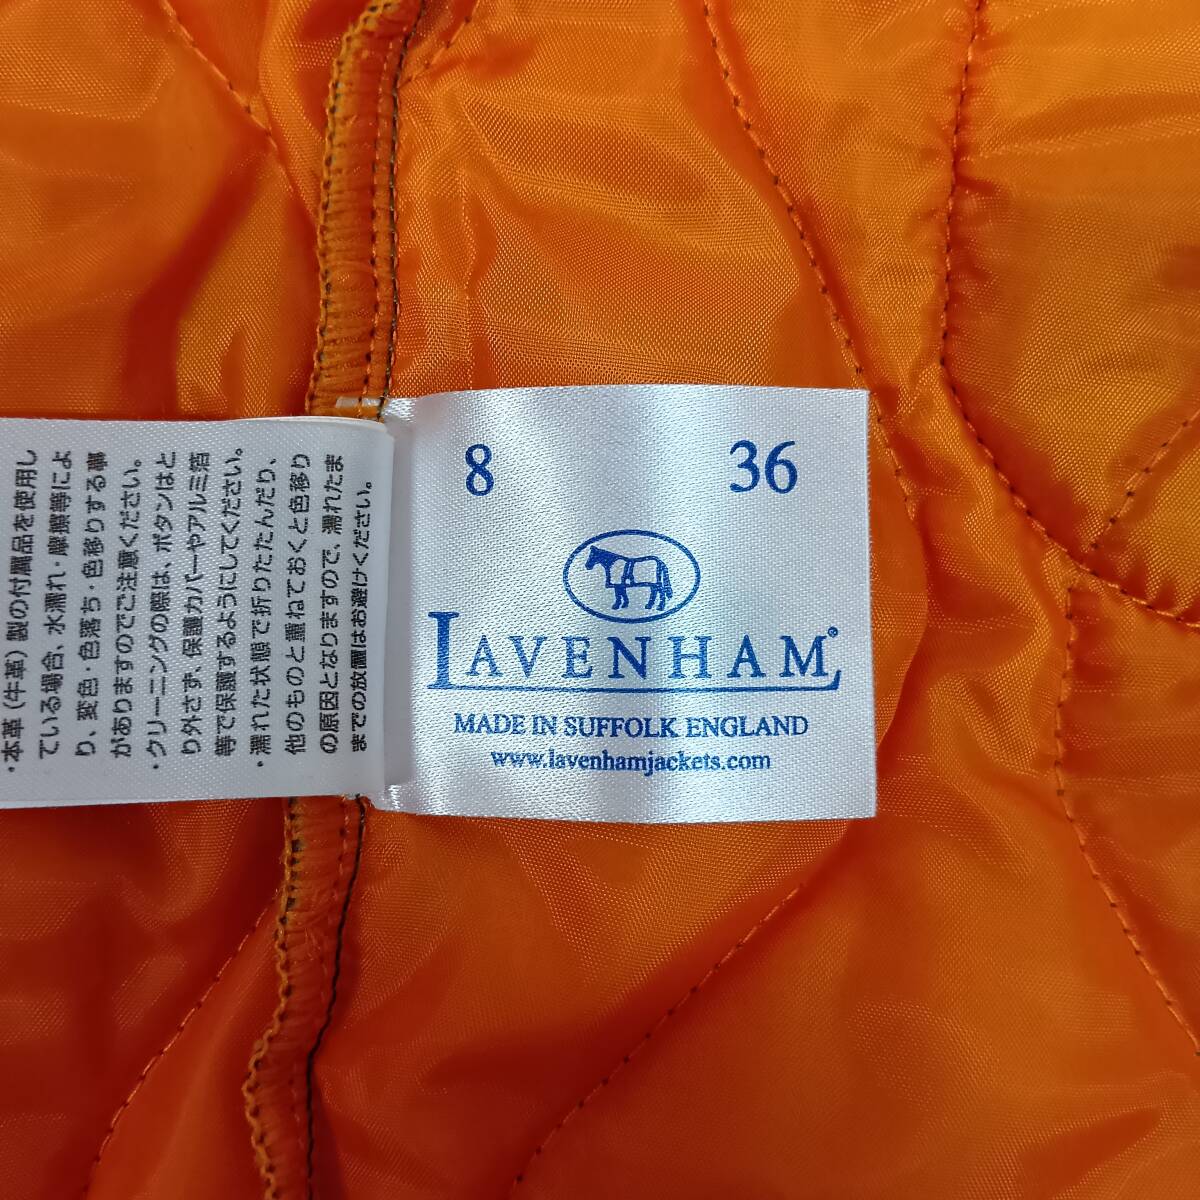 ・本革（牛革）製の付属品を使用し
ている場合、水濡れ・摩擦等によ
り、変色・色落ち・色移りする事
がありますのでご注意ください。
・クリーニングの際は、ボタンはと
り外さず、保護カバーやアルミ箔
等で保護するようにしてください。
・濡れた状態で折りたたんだり、
他のものと重ねておくと色移り
の原因となりますので、濡れたま
までの放置はお避けください。
8 36
LAVENHAM
MADE IN SUFFOLK ENGLAND
www.lavenhamjackets.com